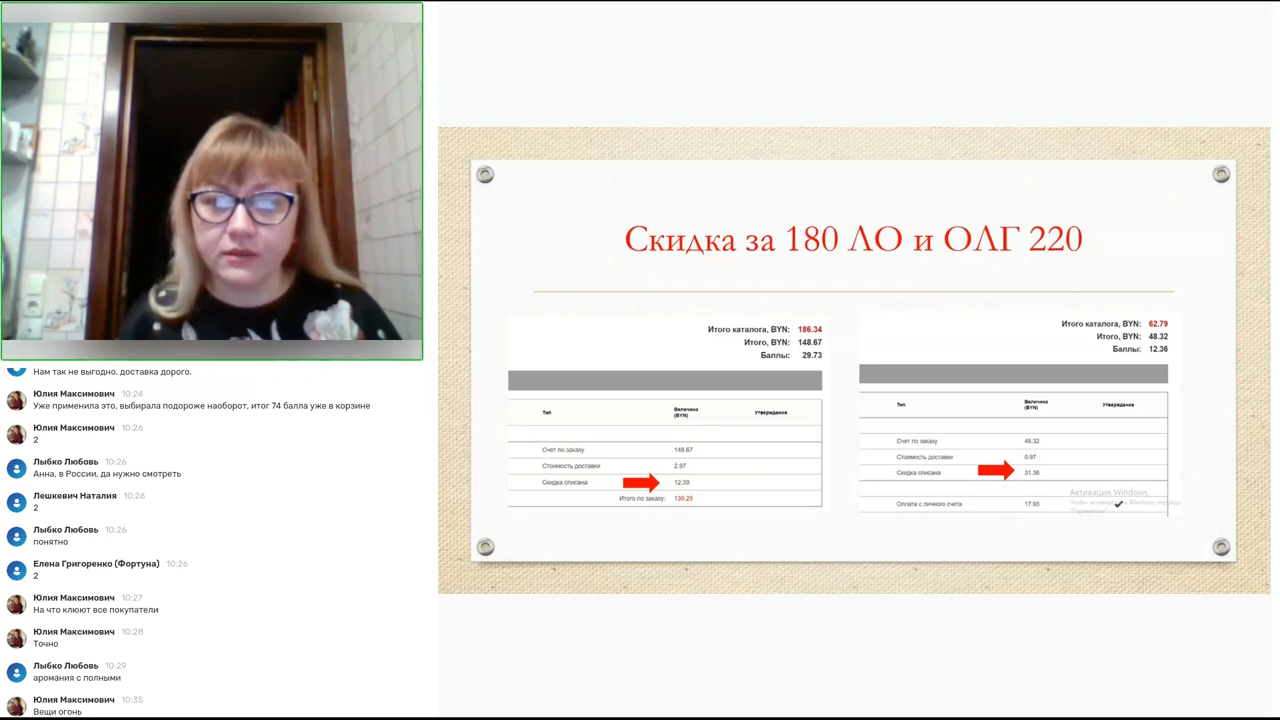 Нам так не выгодно. доставка дорого.
Юлия Максимович 10:24
Уже применила это, выбирала подороже наоборот, итог 74 балла уже в корзине
Юлия Максимович 10:26
2
Лыбко Любовь 10:26
Анна, в России, да нужно смотреть
Лешкевич Наталия 10:26
2
Лыбко Любовь 10:26
понятно
Елена Григоренко (Фортуна) 10:26
2
Юлия Максимович 10:27
На что клюют все покупатели
Юлия Максимович 10:28
Точно
Лыбко Любовь 10:29
аромания с полными
Юлия Максимович 10:35
Вещи огонь
Скидка за 180 ЛО и ОЛГ 220
Итого каталога, BYN: 186.34
Итого, BYN: 148.67
Баллы: 29.73
Тип Величина (BYN) Утверждение
Счет по заказу 148.67
Стоимость доставки 2.97
Скидка списана 12.39
Итого по заказу: 139.25
Итого каталога, BYN: 62.79
Итого, BYN: 48.32
Баллы: 12.36
Тип Величина (BYN) Утверждение
Счет по заказу 48.32
Стоимость доставки 0.97
Скидка списана 31.36
Активация Windows
Оплата с личного счета 17.93